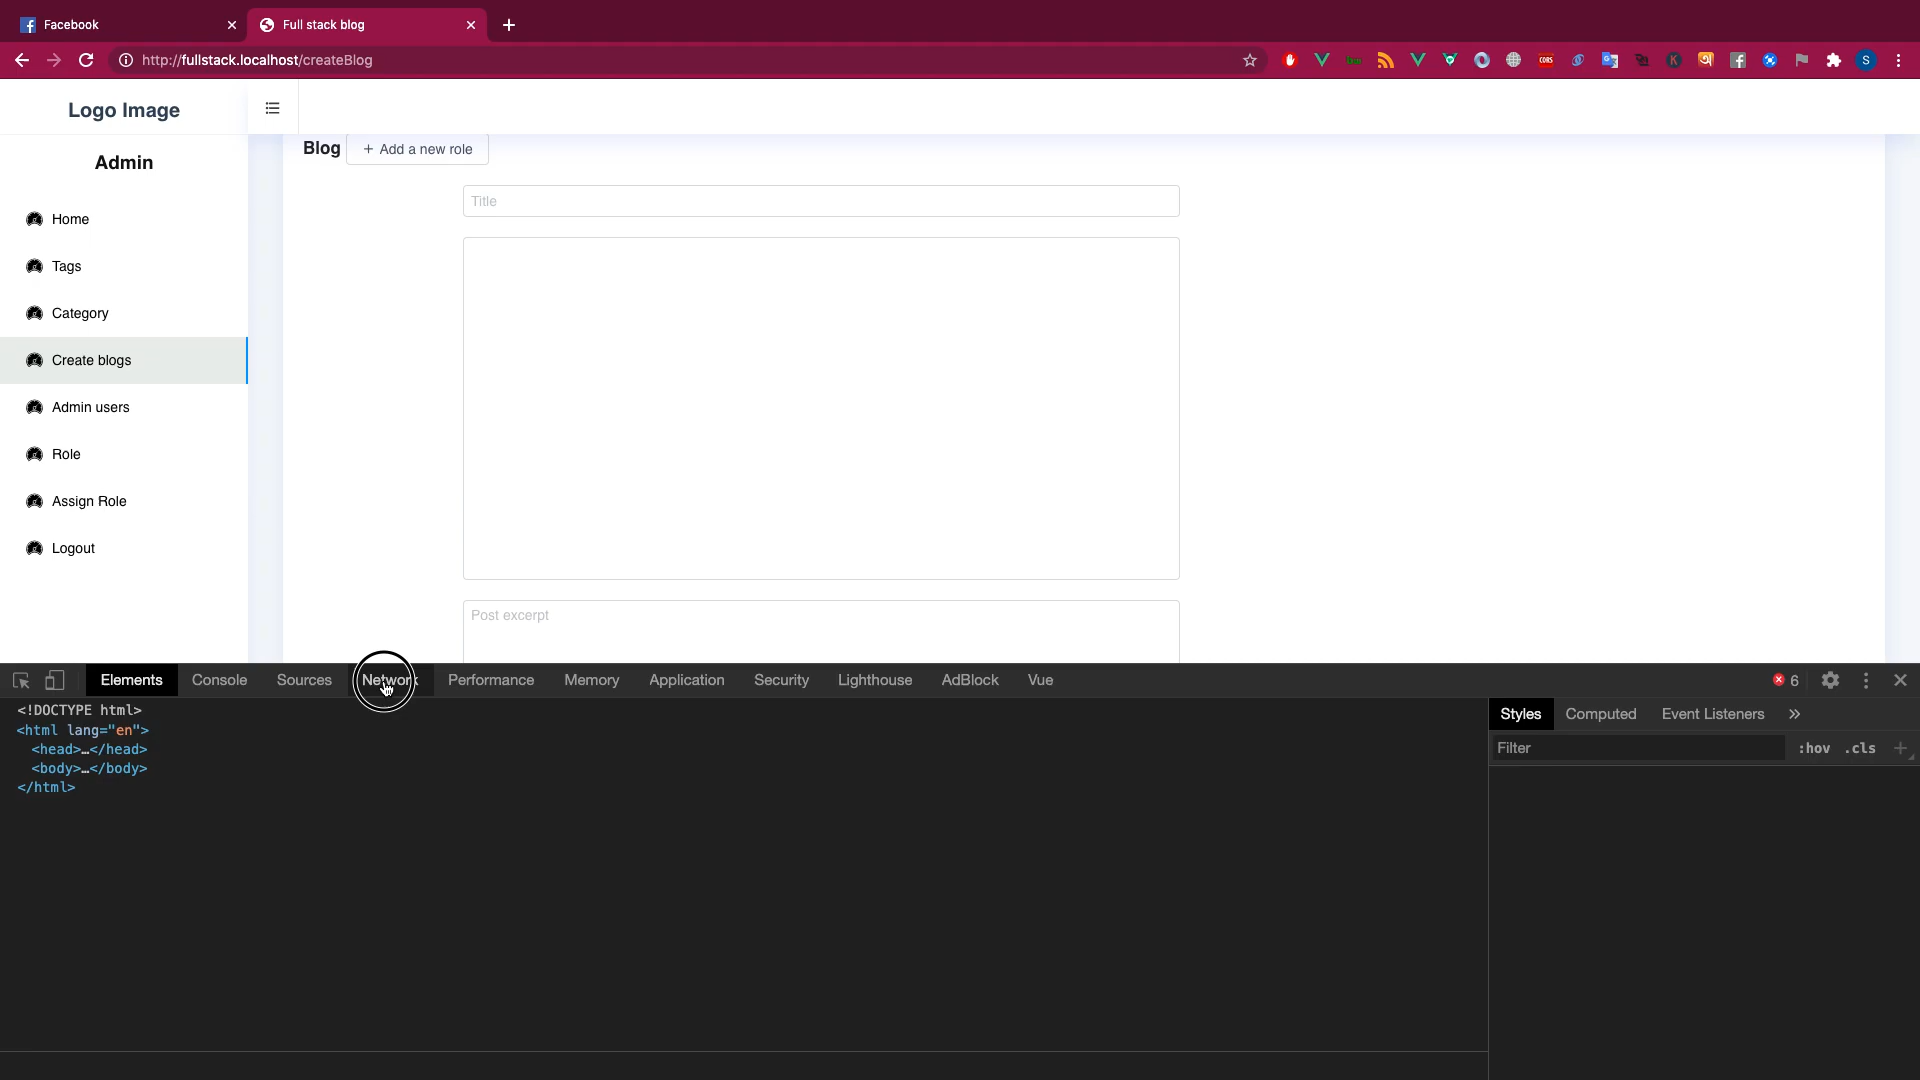 Facebook
Full stack blog
http://fullstack.localhost/createBlog
CORS
K
S
Logo Image
Admin
Home
Tags
Category
Create blogs
Admin users
Role
Assign Role
Logout
Blog
+ Add a new role
Title
Post excerpt
Elements Console Sources Network Performance Memory Application Security Lighthouse AdBlock Vue 6
<!DOCTYPE html>
<html lang="en">
<head>…</head>
<body>…</body>
</html>
Styles Computed Event Listeners »
Filter :hov .cls +